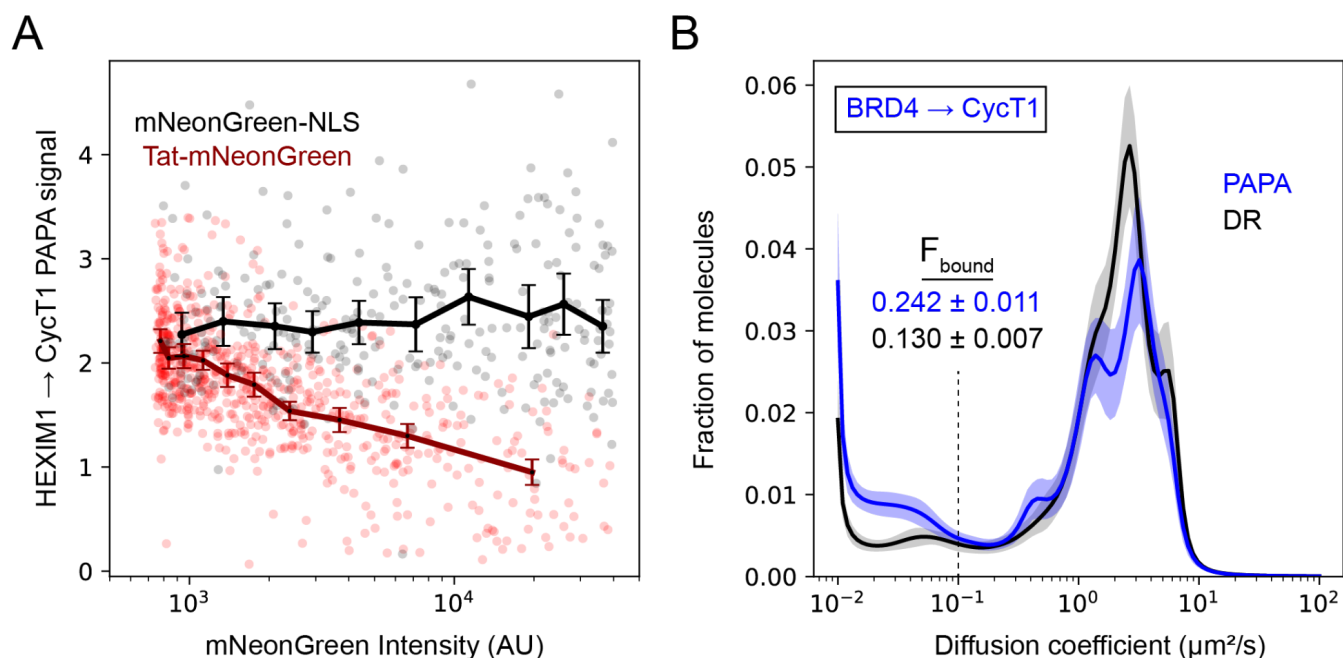 A
HEXIM1 → CycT1 PAPA signal
4
3
2
1
0
mNeonGreen-NLS
Tat-mNeonGreen
10³
10⁴
mNeonGreen Intensity (AU)
B
Fraction of molecules
0.06
0.05
0.04
0.03
0.02
0.01
0.00
BRD4 → CycT1
PAPA
DR
F_bound
0.242 ± 0.011
0.130 ± 0.007
10⁻²
10⁻¹
10⁰
10¹
10²
Diffusion coefficient (µm²/s)